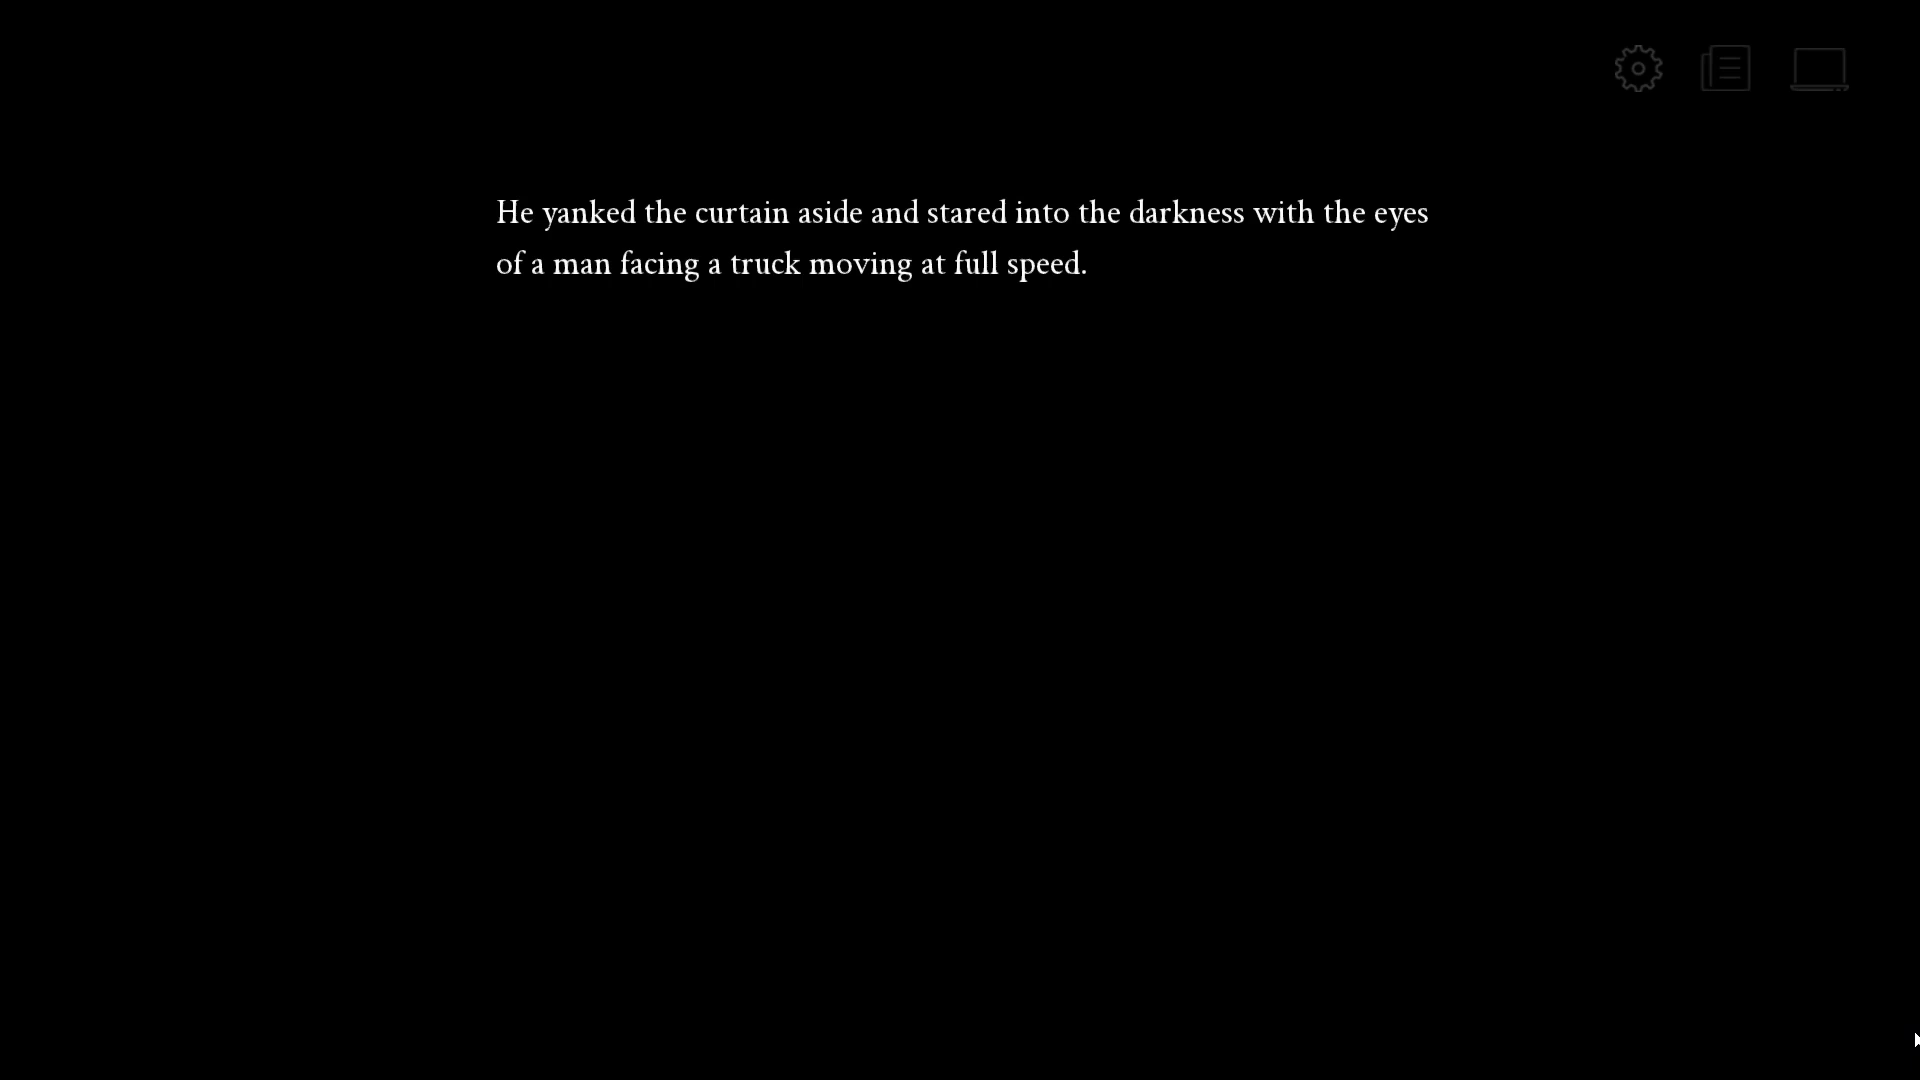 He yanked the curtain aside and stared into the darkness with the eyes
of a man facing a truck moving at full speed.